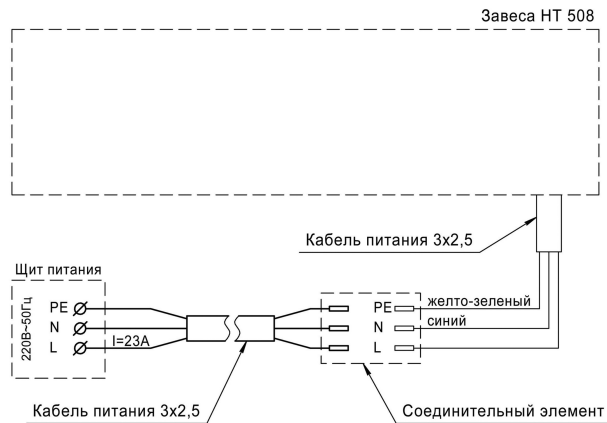 Завеса НТ 508
Кабель питания 3х2,5
Щит питания
220В~50Гц
PE
N
L
I=23А
PE
N
L
желто-зеленый
синий
Кабель питания 3х2,5
Соединительный элемент